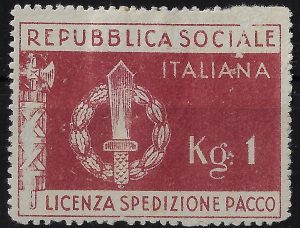 REPUBBLICA SOCIALE
ITALIANA
Kg. 1
LICENZA SPEDIZIONE PACCO